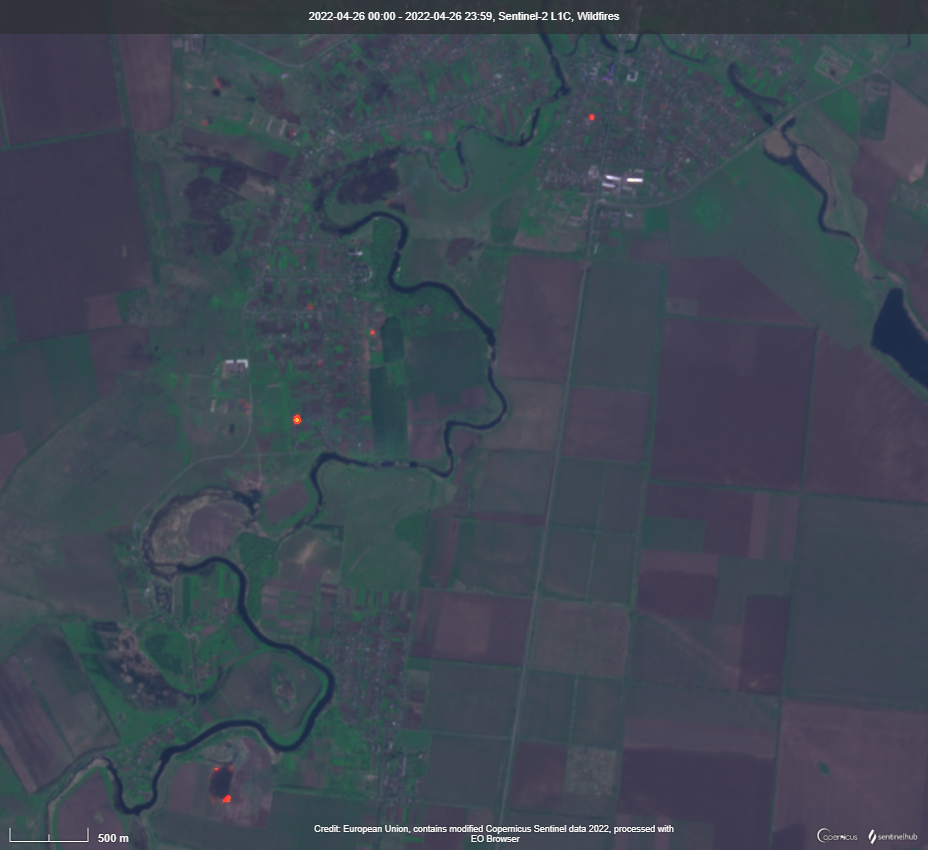 2022-04-26 00:00 - 2022-04-26 23:59, Sentinel-2 L1C, Wildfires
500 m
Credit: European Union, contains modified Copernicus Sentinel data 2022, processed with
EO Browser
opernicus
sentinelhub